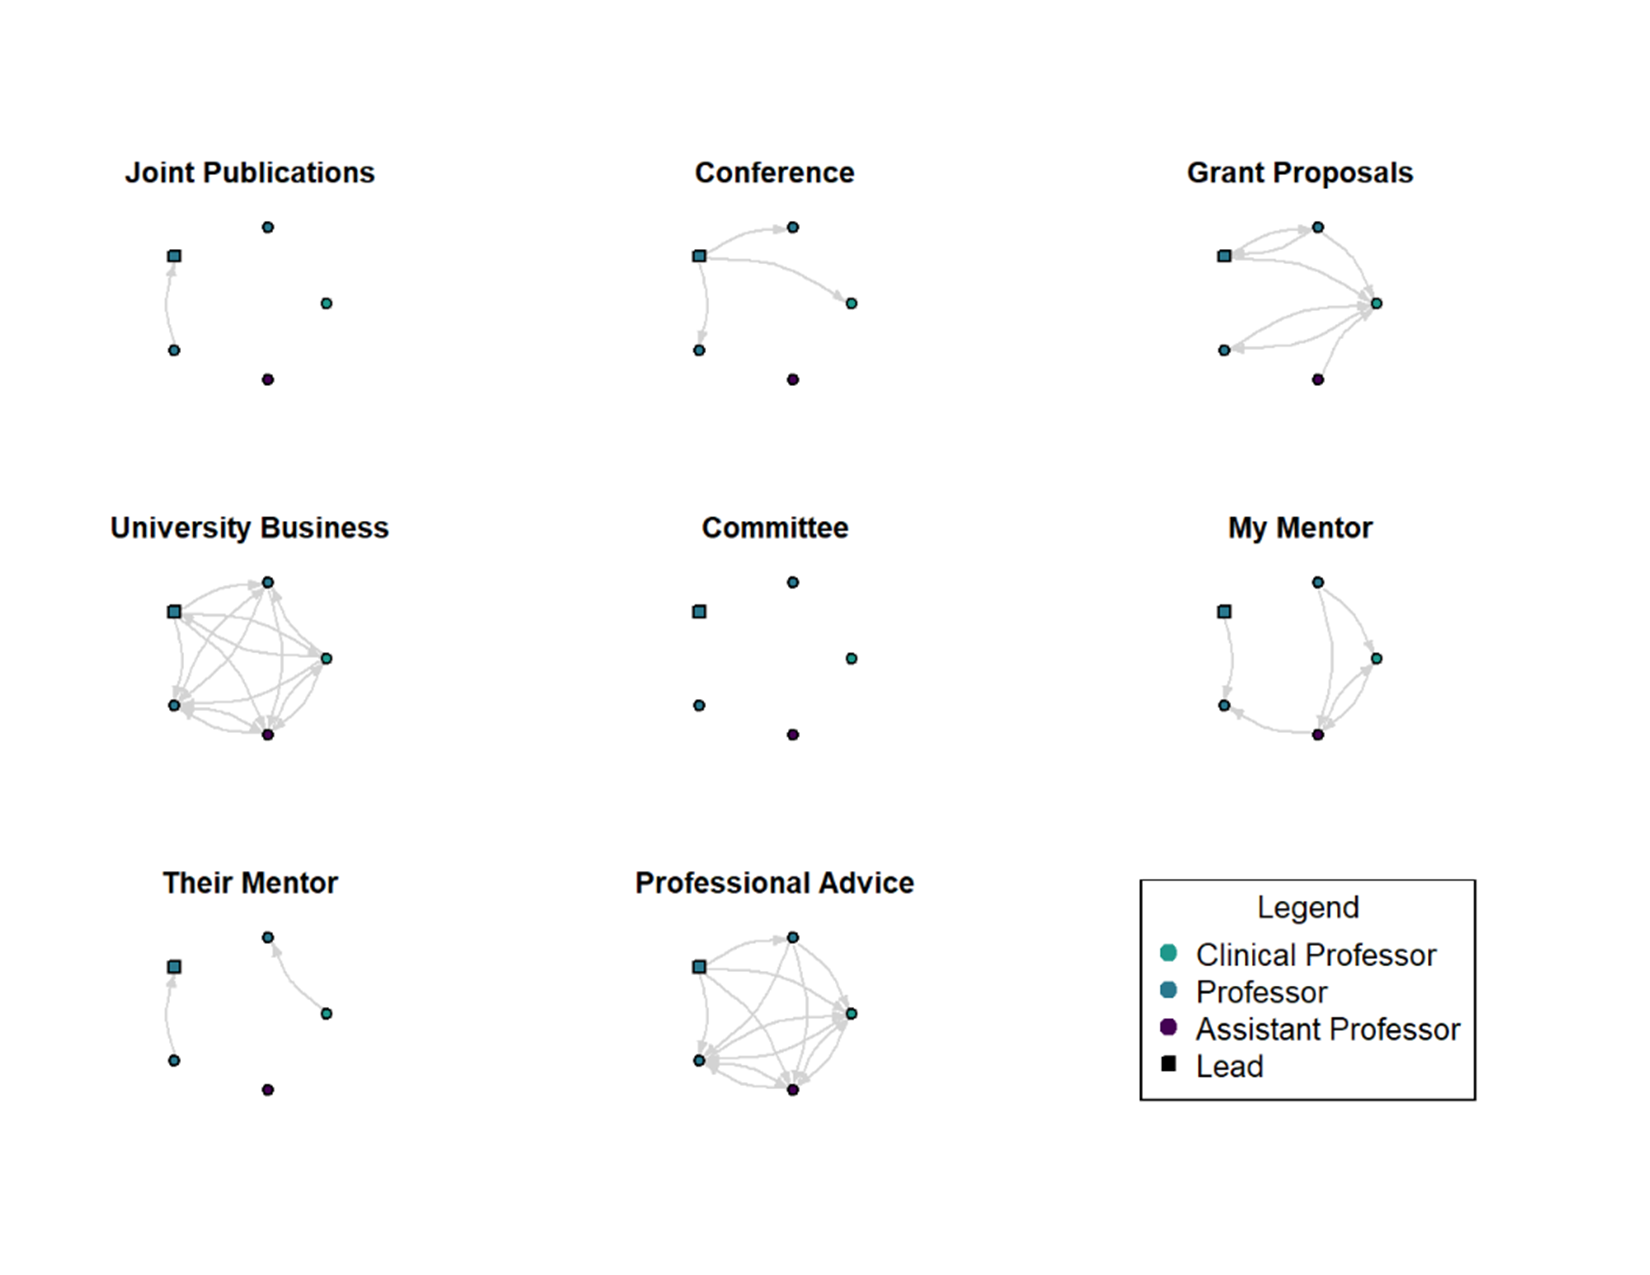 Joint Publications
Conference
Grant Proposals
University Business
Committee
My Mentor
Their Mentor
Professional Advice
Legend
Clinical Professor
Professor
Assistant Professor
Lead